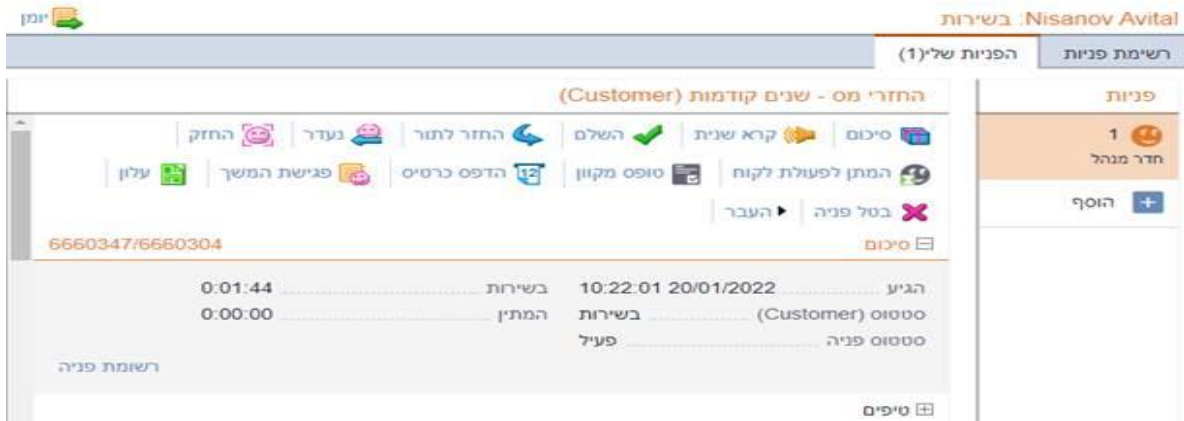 Nisanov Avital: בשירות
יומן
רשימת פניות
הפניות שלי(1)
פניות
1
חדר מנהל
הוסף
החזרי מס - שנים קודמות (Customer)
סיכום קרא שנית השלם החזר לתור נעדר החזק
המתן לפעולת לקוח טופס מקוון הדפס כרטיס 12 פגישת המשך עלון
בטל פניה העבר
סיכום 6660347/6660304
הגיע 20/01/2022 10:22:01 בשירות 0:01:44
סטטוס (Customer) בשירות המתין 0:00:00
סטטוס פניה פעיל
רשומת פניה
טיפים